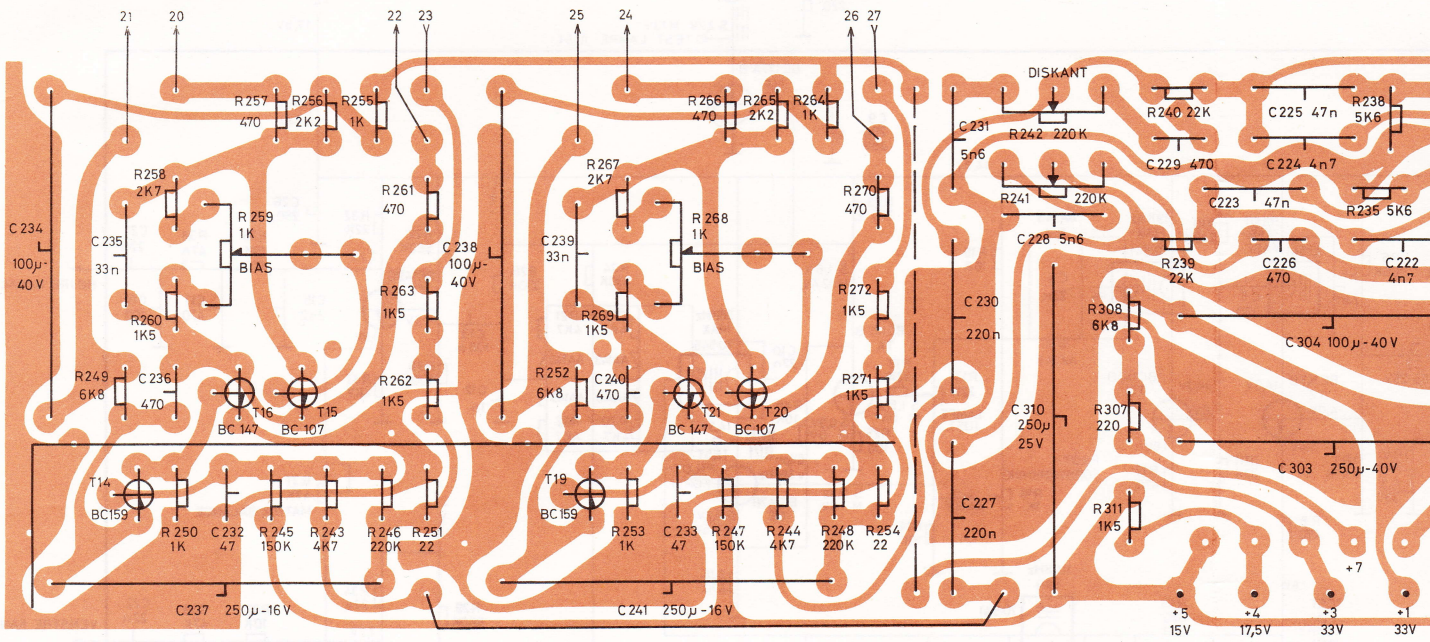 21
20
22
23
V
25
24
26
27
V
R257
470
R256
2K2
R255
1K
R266
470
R265
2K2
R264
1K
C231
5n6
DISKANT
R242 220K
R240 22K
C225 47n
R238
5K6
C229 470
C224 4n7
R258
2K7
R261
470
R267
2K7
R270
470
R241
220K
C223
47n
R235 5K6
C234
100µ-
40V
C235
33n
R259
1K
BIAS
C238
100µ-
40V
C239
33n
R268
1K
BIAS
C228 5n6
R239
22K
C226
470
C222
4n7
R260
1K5
R263
1K5
R269
1K5
R272
1K5
C230
220n
R308
6K8
C304 100µ-40V
R249
6K8
C236
470
T16
BC147
T15
BC107
R262
1K5
R252
6K8
C240
470
T21
BC147
T20
BC107
R271
1K5
C310
250µ
25V
R307
220
C303 250µ-40V
T14
BC159
R250
1K
C232
47
R245
150K
R243
4K7
R246
220K
R251
22
T19
BC159
R253
1K
C233
47
R247
150K
R244
4K7
R248
220K
R254
22
C227
220n
R311
1K5
C237 250µ-16V
C241 250µ-16V
+7
+5
15V
+4
17,5V
+3
33V
+1
33V